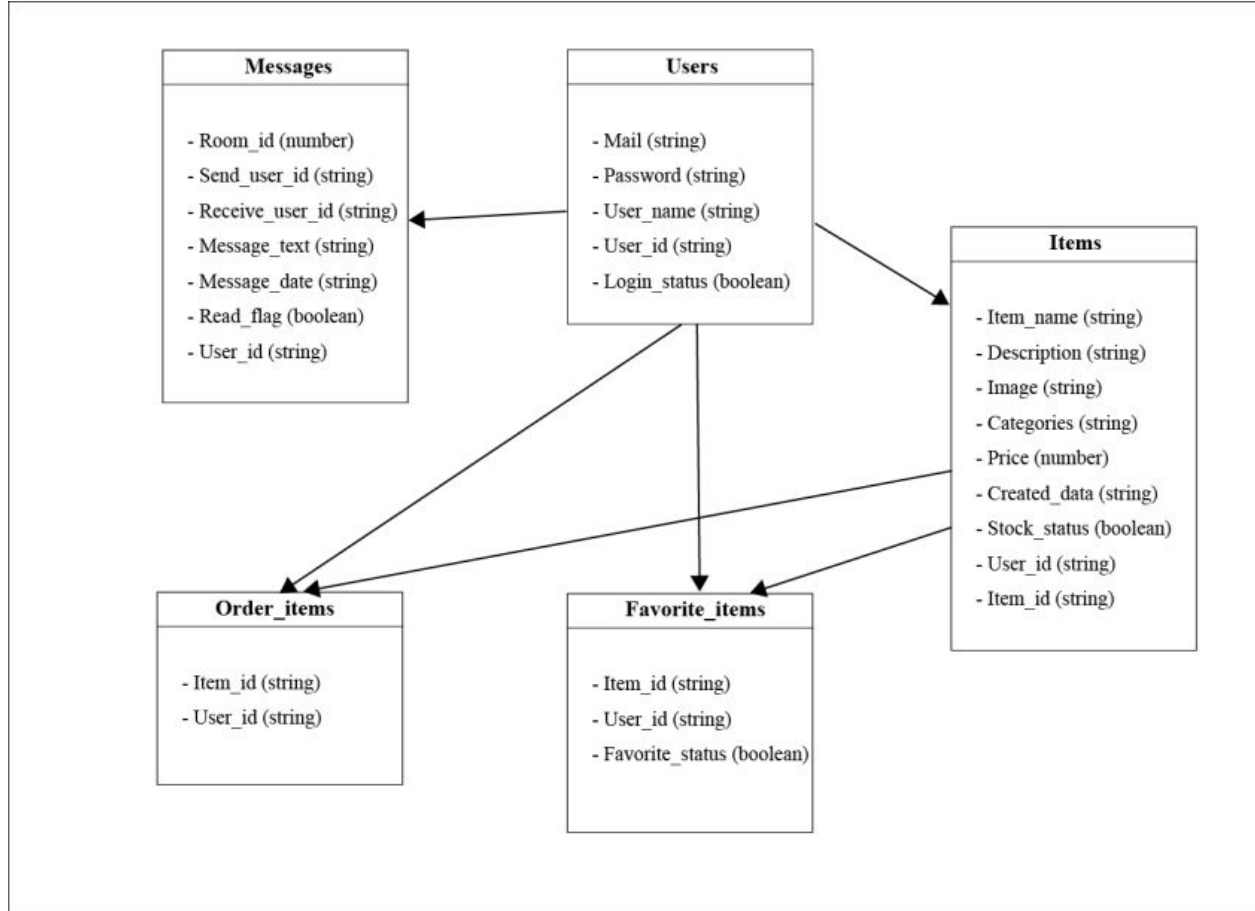 Messages
- Room_id (number)
- Send_user_id (string)
- Receive_user_id (string)
- Message_text (string)
- Message_date (string)
- Read_flag (boolean)
- User_id (string)
Users
- Mail (string)
- Password (string)
- User_name (string)
- User_id (string)
- Login_status (boolean)
Items
- Item_name (string)
- Description (string)
- Image (string)
- Categories (string)
- Price (number)
- Created_data (string)
- Stock_status (boolean)
- User_id (string)
- Item_id (string)
Order_items
- Item_id (string)
- User_id (string)
Favorite_items
- Item_id (string)
- User_id (string)
- Favorite_status (boolean)